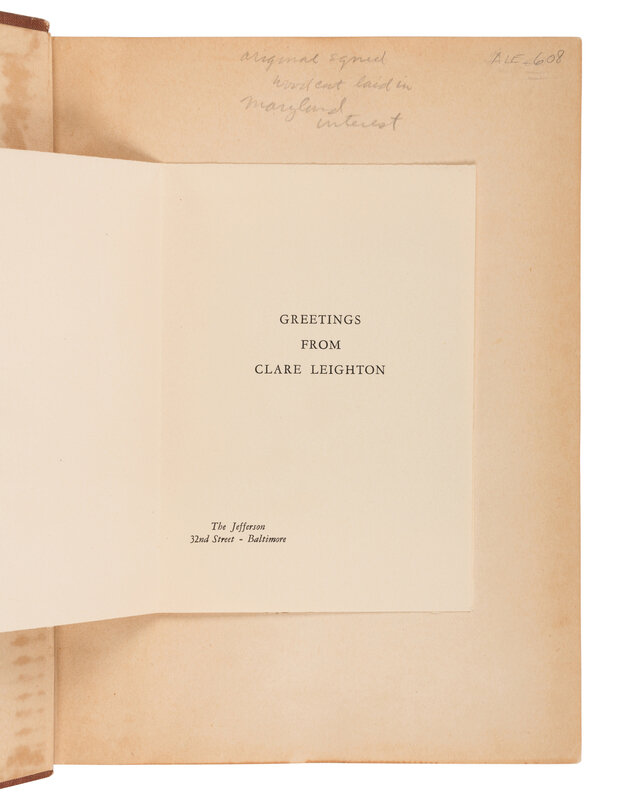 original signed
woodcut laid in
Maryland
interest
ALE-608
GREETINGS
FROM
CLARE LEIGHTON
The Jefferson
32nd Street - Baltimore